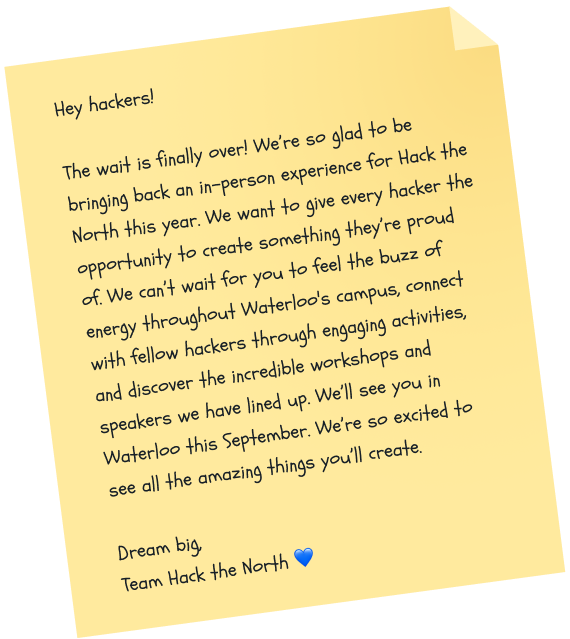 Hey hackers!
The wait is finally over! We're so glad to be
bringing back an in-person experience for Hack the
North this year. We want to give every hacker the
opportunity to create something they're proud
of. We can't wait for you to feel the buzz of
energy throughout Waterloo's campus, connect
with fellow hackers through engaging activities,
and discover the incredible workshops and
speakers we have lined up. We'll see you in
Waterloo this September. We're so excited to
see all the amazing things you'll create.
Dream big,
Team Hack the North 💙